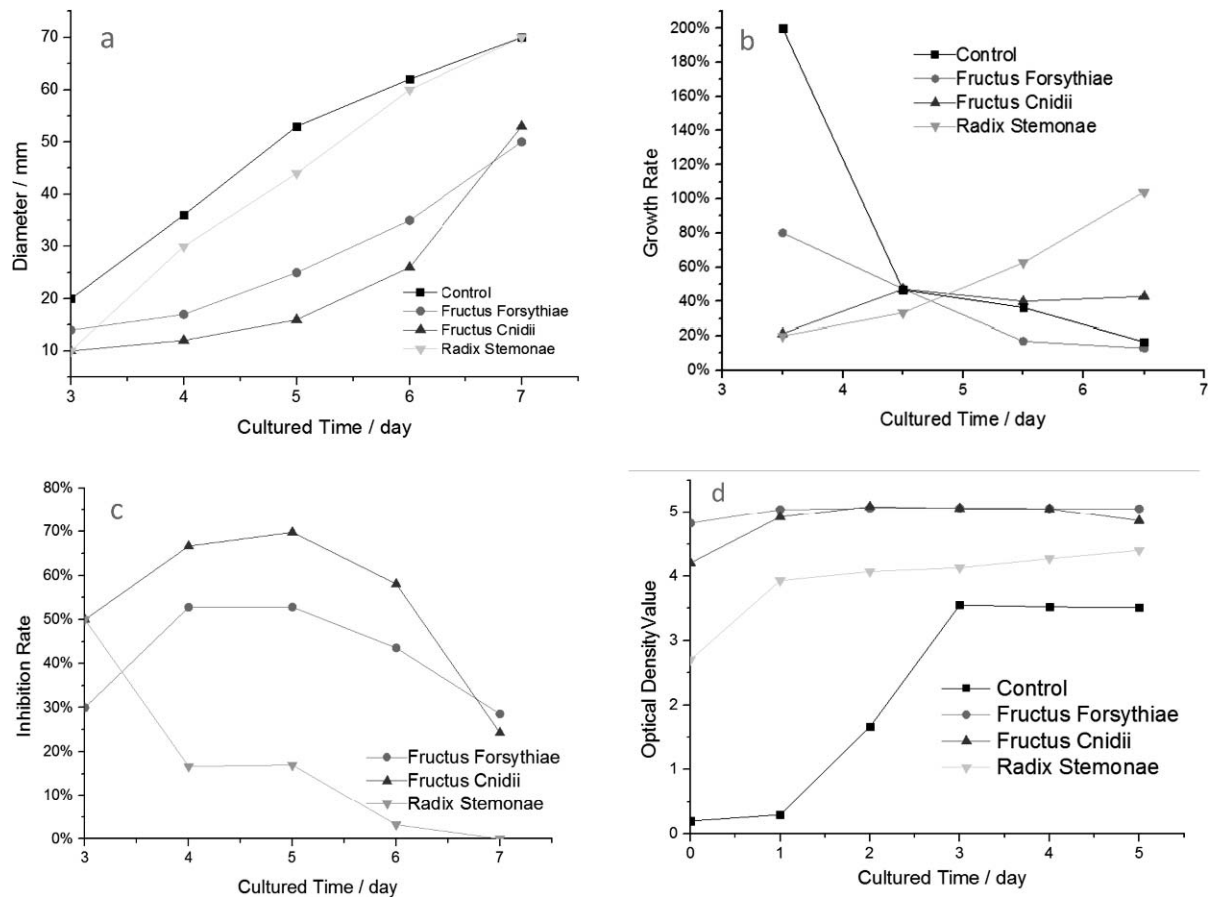 a
70
60
50
40
30
20
10
Diameter / mm
Control
Fructus Forsythiae
Fructus Cnidii
Radix Stemonae
3 4 5 6 7
Cultured Time / day
b
200%
180%
160%
140%
120%
100%
80%
60%
40%
20%
0%
Growth Rate
Control
Fructus Forsythiae
Fructus Cnidii
Radix Stemonae
3 4 5 6 7
Cultured Time / day
c
80%
70%
60%
50%
40%
30%
20%
10%
0%
Inhibition Rate
Fructus Forsythiae
Fructus Cnidii
Radix Stemonae
3 4 5 6 7
Cultured Time / day
d
5
4
3
2
1
0
Optical Density Value
Control
Fructus Forsythiae
Fructus Cnidii
Radix Stemonae
0 1 2 3 4 5
Cultured Time / day